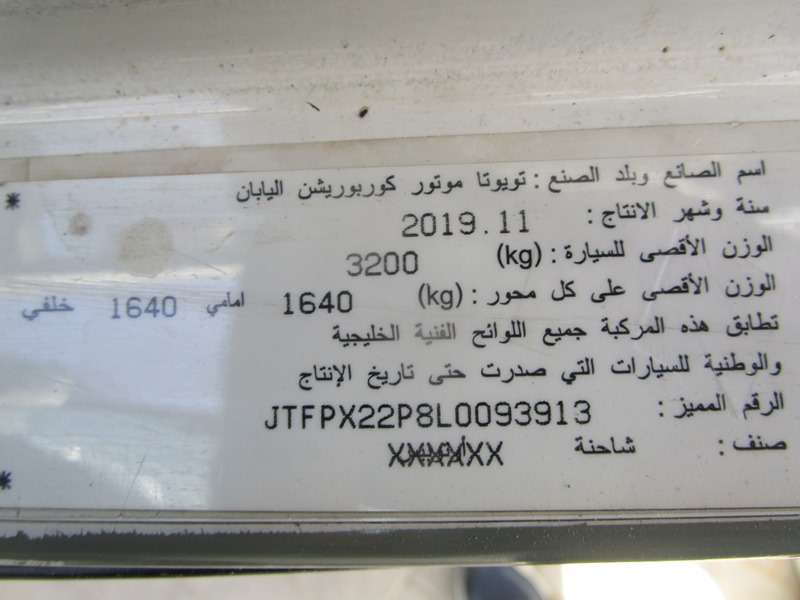 اسم الصانع وبلد الصنع : تويوتا موتور كوربوريشن اليابان
سنة وشهر الانتاج : 2019.11
الوزن الأقصى للسيارة : (kg) 3200
الوزن الأقصى على كل محور : (kg) 1640 امامي 1640 خلفي
تطابق هذه المركبة جميع اللوائح الفنية الخليجية
والوطنية للسيارات التي صدرت حتى تاريخ الإنتاج
الرقم المميز : JTFPX22P8L0093913
صنف : شاحنة